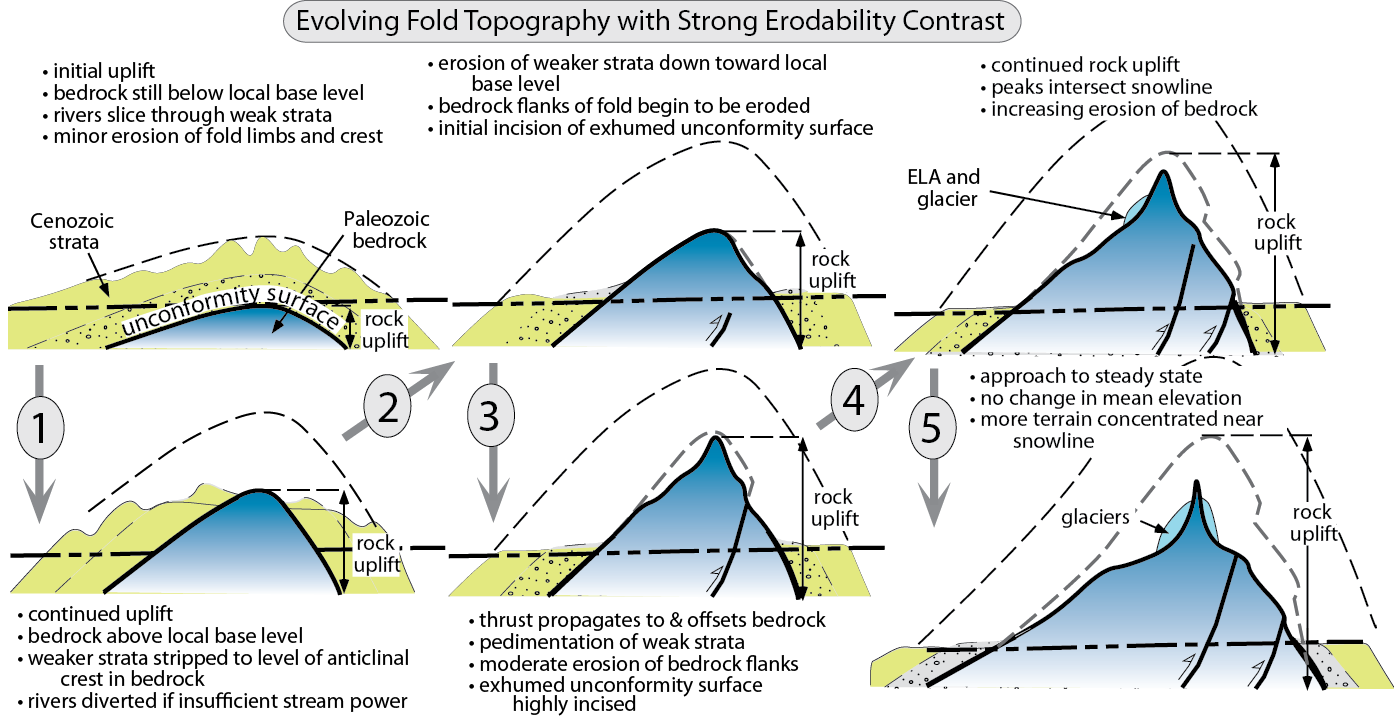 Evolving Fold Topography with Strong Erodability Contrast
• initial uplift
• bedrock still below local base level
• rivers slice through weak strata
• minor erosion of fold limbs and crest
Cenozoic
strata
Paleozoic
bedrock
unconformity surface
rock
uplift
1
• continued uplift
• bedrock above local base level
• weaker strata stripped to level of anticlinal
crest in bedrock
• rivers diverted if insufficient stream power
rock
uplift
2
• erosion of weaker strata down toward local
base level
• bedrock flanks of fold begin to be eroded
• initial incision of exhumed unconformity surface
rock
uplift
3
• thrust propagates to & offsets bedrock
• pedimentation of weak strata
• moderate erosion of bedrock flanks
• exhumed unconformity surface
highly incised
rock
uplift
4
• continued rock uplift
• peaks intersect snowline
• increasing erosion of bedrock
ELA and
glacier
rock
uplift
5
• approach to steady state
• no change in mean elevation
• more terrain concentrated near
snowline
glaciers
rock
uplift